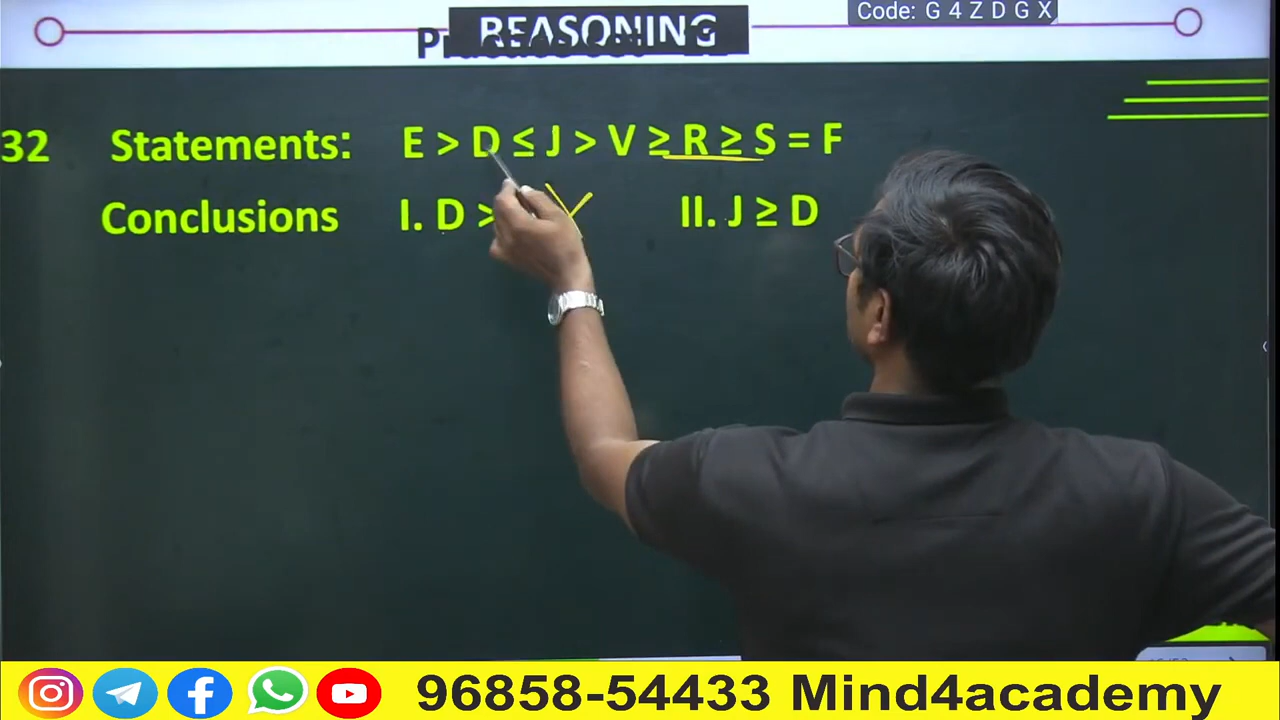 Code: G 4 Z D G X
REASONING
32 Statements: E > D ≤ J > V ≥ R ≥ S = F
Conclusions I. D > II. J ≥ D
96858-54433 Mind4academy